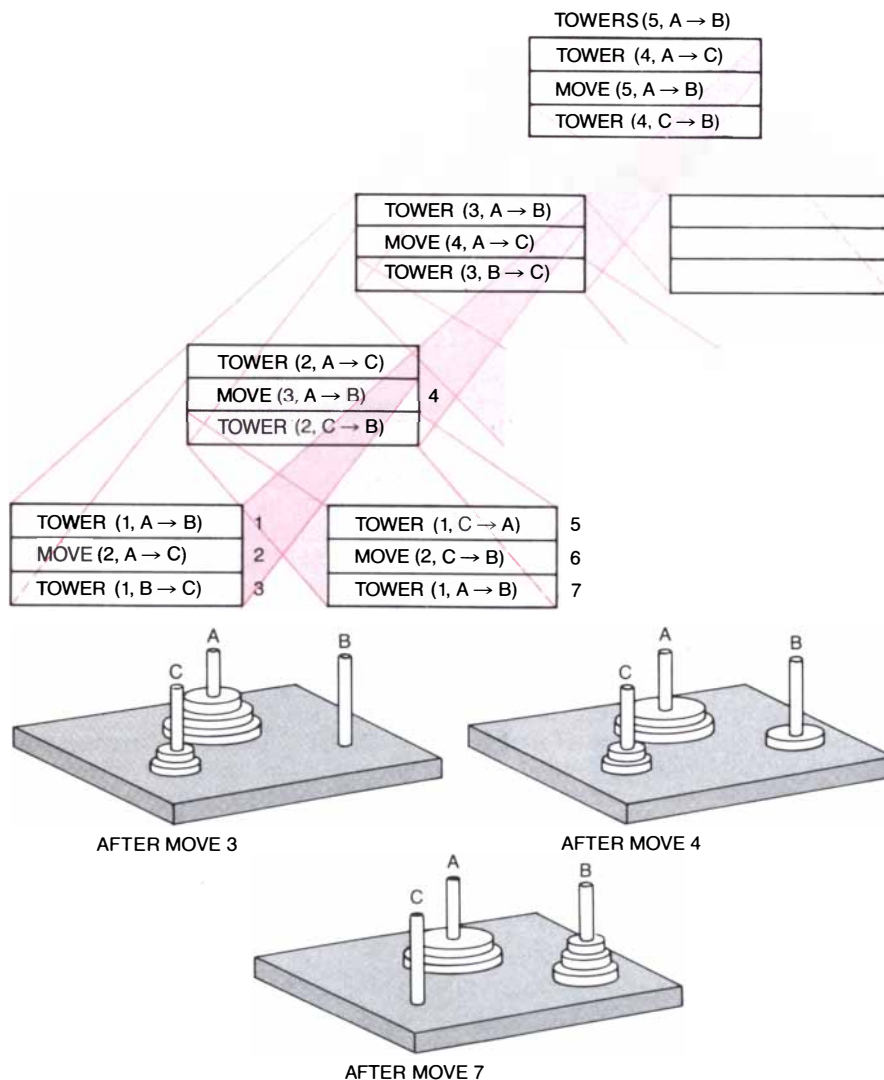 TOWERS (5, A → B)
TOWER (4, A → C)
MOVE (5, A → B)
TOWER (4, C → B)
TOWER (3, A → B)
MOVE (4, A → C)
TOWER (3, B → C)
TOWER (2, A → C)
MOVE (3, A → B) 4
TOWER (2, C → B)
TOWER (1, A → B) 1
MOVE (2, A → C) 2
TOWER (1, B → C) 3
TOWER (1, C → A) 5
MOVE (2, C → B) 6
TOWER (1, A → B) 7
A
B
C
AFTER MOVE 3
A
B
C
AFTER MOVE 4
A
B
C
AFTER MOVE 7